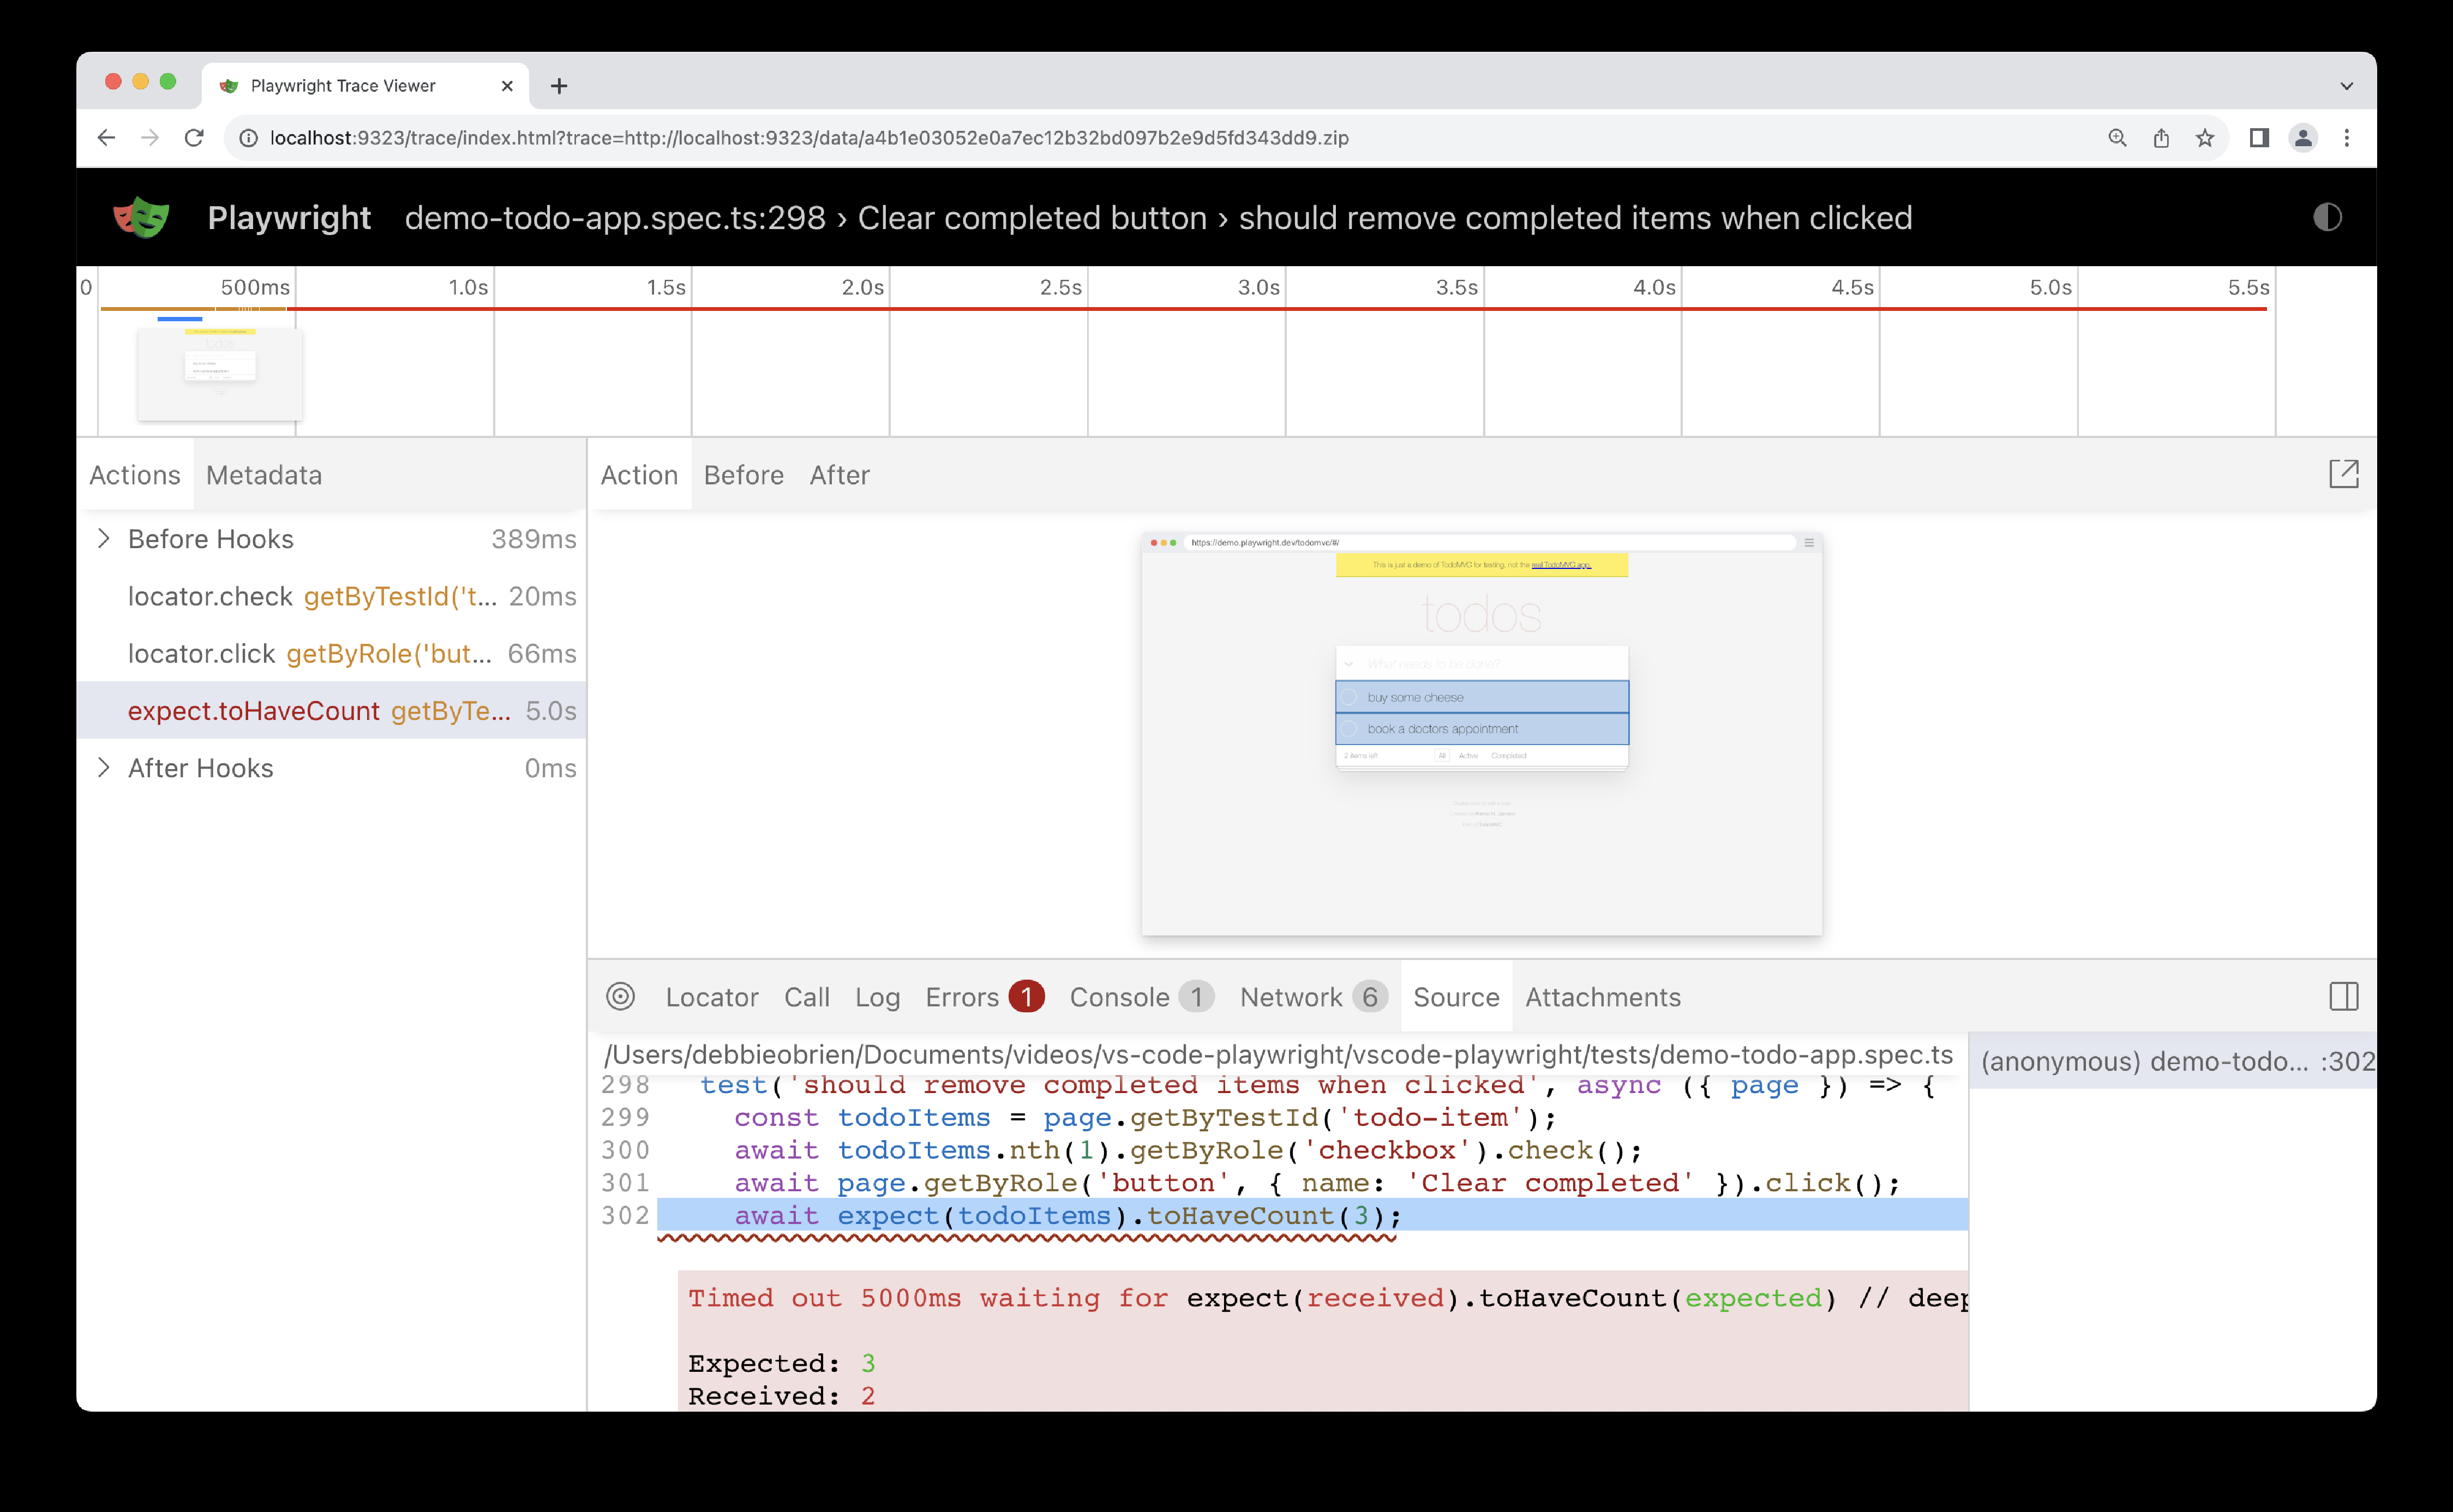 Playwright Trace Viewer
localhost:9323/trace/index.html?trace=http://localhost:9323/data/a4b1e03052e0a7ec12b32bd097b2e9d5fd343dd9.zip
Playwright demo-todo-app.spec.ts:298 › Clear completed button › should remove completed items when clicked
0 500ms 1.0s 1.5s 2.0s 2.5s 3.0s 3.5s 4.0s 4.5s 5.0s 5.5s
todos
Actions Metadata
Before Hooks 389ms
locator.check getByTestId('t... 20ms
locator.click getByRole('but... 66ms
expect.toHaveCount getByTe... 5.0s
After Hooks 0ms
Action Before After
https://demo.playwright.dev/todomvc/#/
This is just a demo of TodoMVC for testing, not the real TodoMVC app.
todos
What needs to be done?
buy some cheese
book a doctors appointment
2 items left All Active Completed
Locator Call Log Errors 1 Console 1 Network 6 Source Attachments
/Users/debbieobrien/Documents/videos/vs-code-playwright/vscode-playwright/tests/demo-todo-app.spec.ts
298 test('should remove completed items when clicked', async ({ page }) => {
299 const todoItems = page.getByTestId('todo-item');
300 await todoItems.nth(1).getByRole('checkbox').check();
301 await page.getByRole('button', { name: 'Clear completed' }).click();
302 await expect(todoItems).toHaveCount(3);
Timed out 5000ms waiting for expect(received).toHaveCount(expected) // deep
Expected: 3
Received: 2
(anonymous) demo-todo... :302